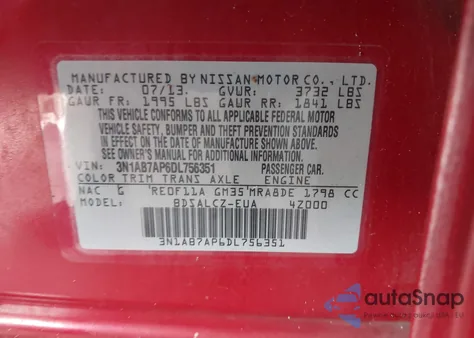 MANUFACTURED BY NISSAN MOTOR CO., LTD.
DATE: 07/13. GVWR: 3732 LBS
GAWR FR: 1995 LBS GAWR RR: 1841 LBS
THIS VEHICLE CONFORMS TO ALL APPLICABLE FEDERAL MOTOR
VEHICLE SAFETY, BUMPER AND THEFT PREVENTION STANDARDS
IN EFFECT ON THE DATE OF MANUFACTURE SHOWN ABOVE.
SEE OWNER'S MANUAL FOR ADDITIONAL INFORMATION.
VIN: 3N1AB7AP6DL756351 PASSENGER CAR.
COLOR TRIM TRANS AXLE ENGINE
NAC G RE0F11A GM35 MRA8DE 1798 CC
MODEL: BDSALCZ-EUA 4Z000
3N1AB7AP6DL756351
autoSnap